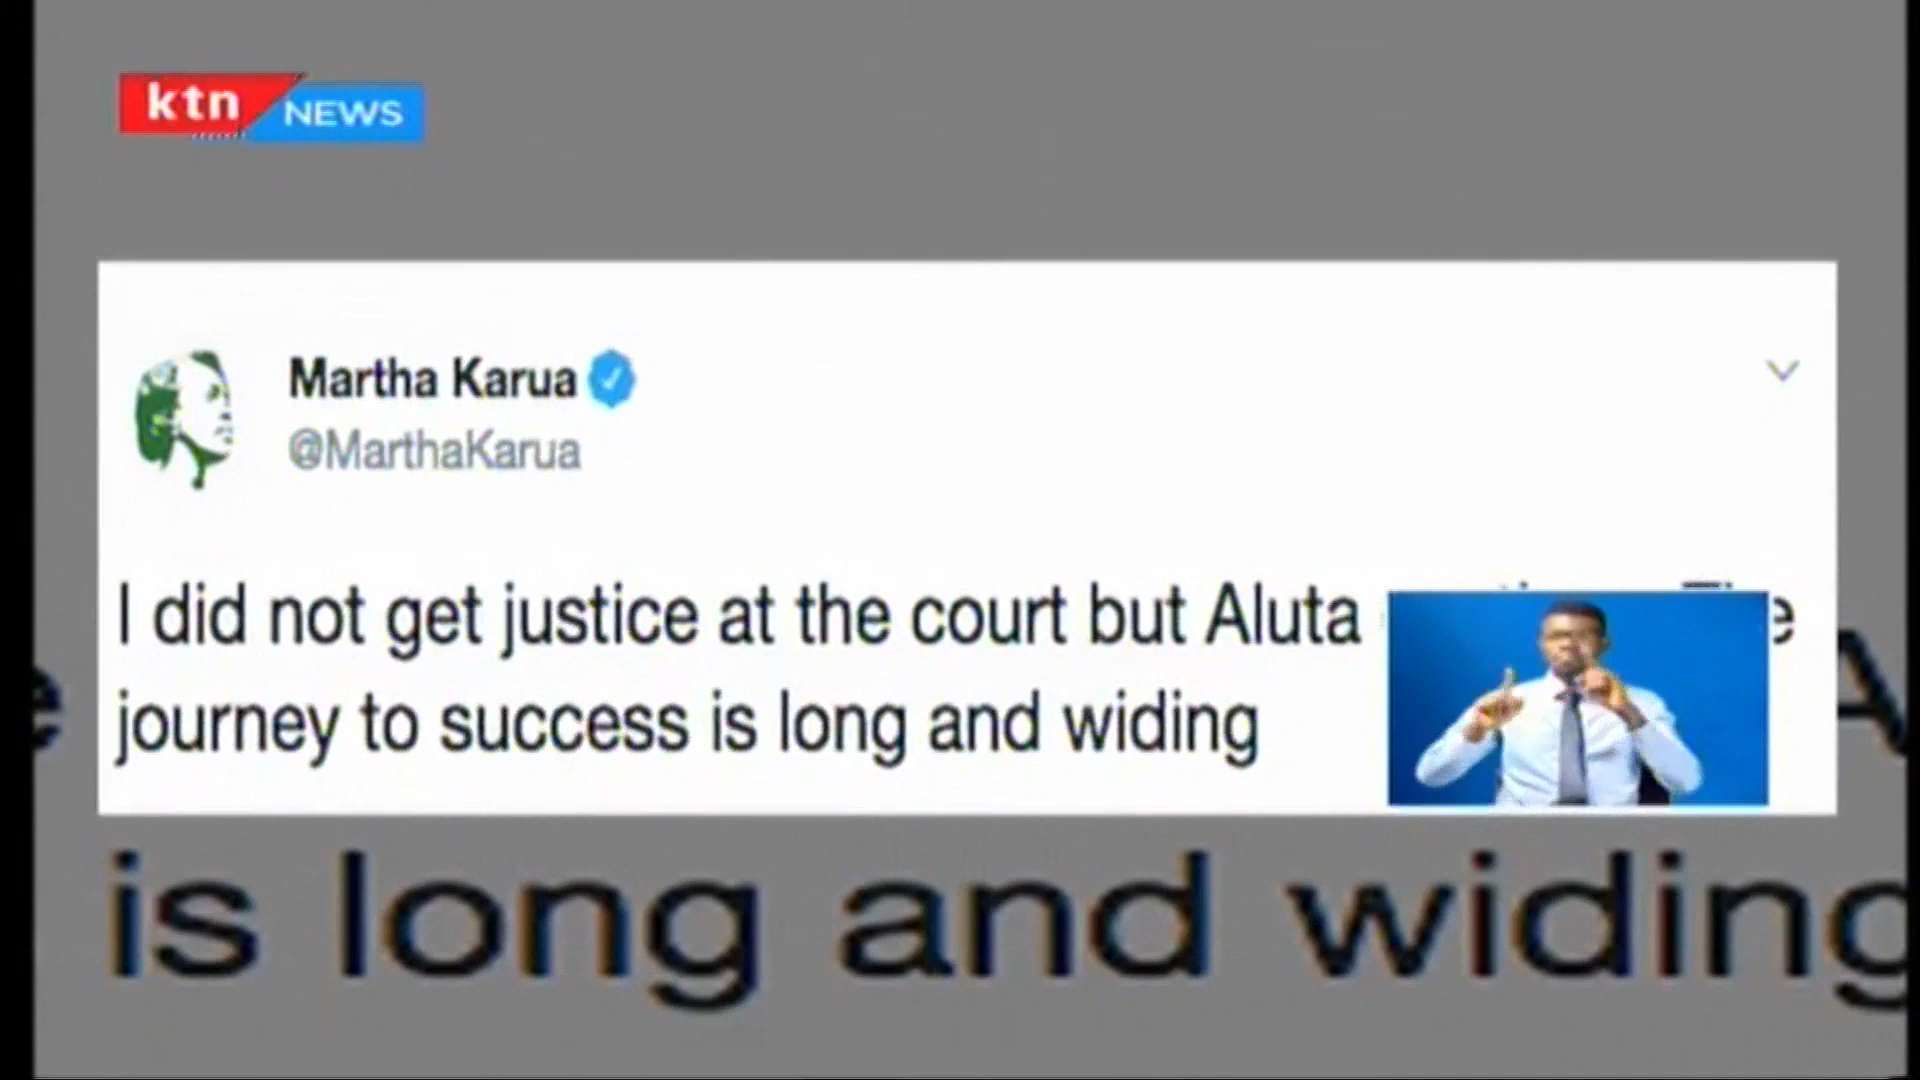 ktn NEWS
Martha Karua
@MarthaKarua
I did not get justice at the court but Aluta
journey to success is long and widing
is long and widing